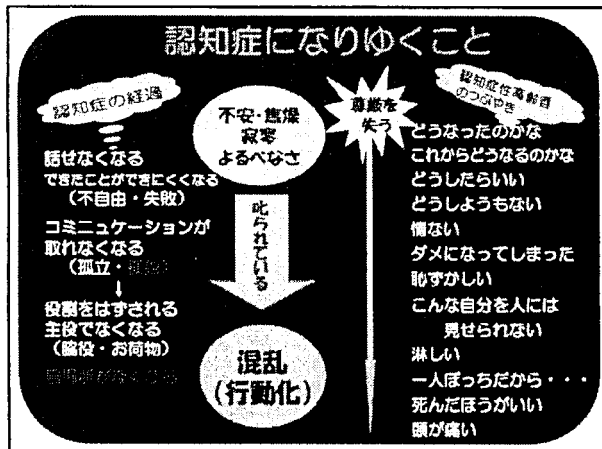 認知症になりゆくこと
認知症の経過
話せなくなる
できたことができにくくなる
(不自由・失敗)
コミニュケーションが
取れなくなる
(孤立・
↓
役割をはずされる
主役でなくなる
(脇役・お荷物)
不安・焦燥
寂寥
よるべなさ
叱られている
混乱
(行動化)
尊厳を
失う
認知症性高齢者
のつぶやき
どうなったのかな
これからどうなるのかな
どうしたらいい
どうしようもない
情ない
ダメになってしまった
恥ずかしい
こんな自分を人には
見せられない
淋しい
一人ぼっちだから・・・
死んだほうがいい
頭が痛い